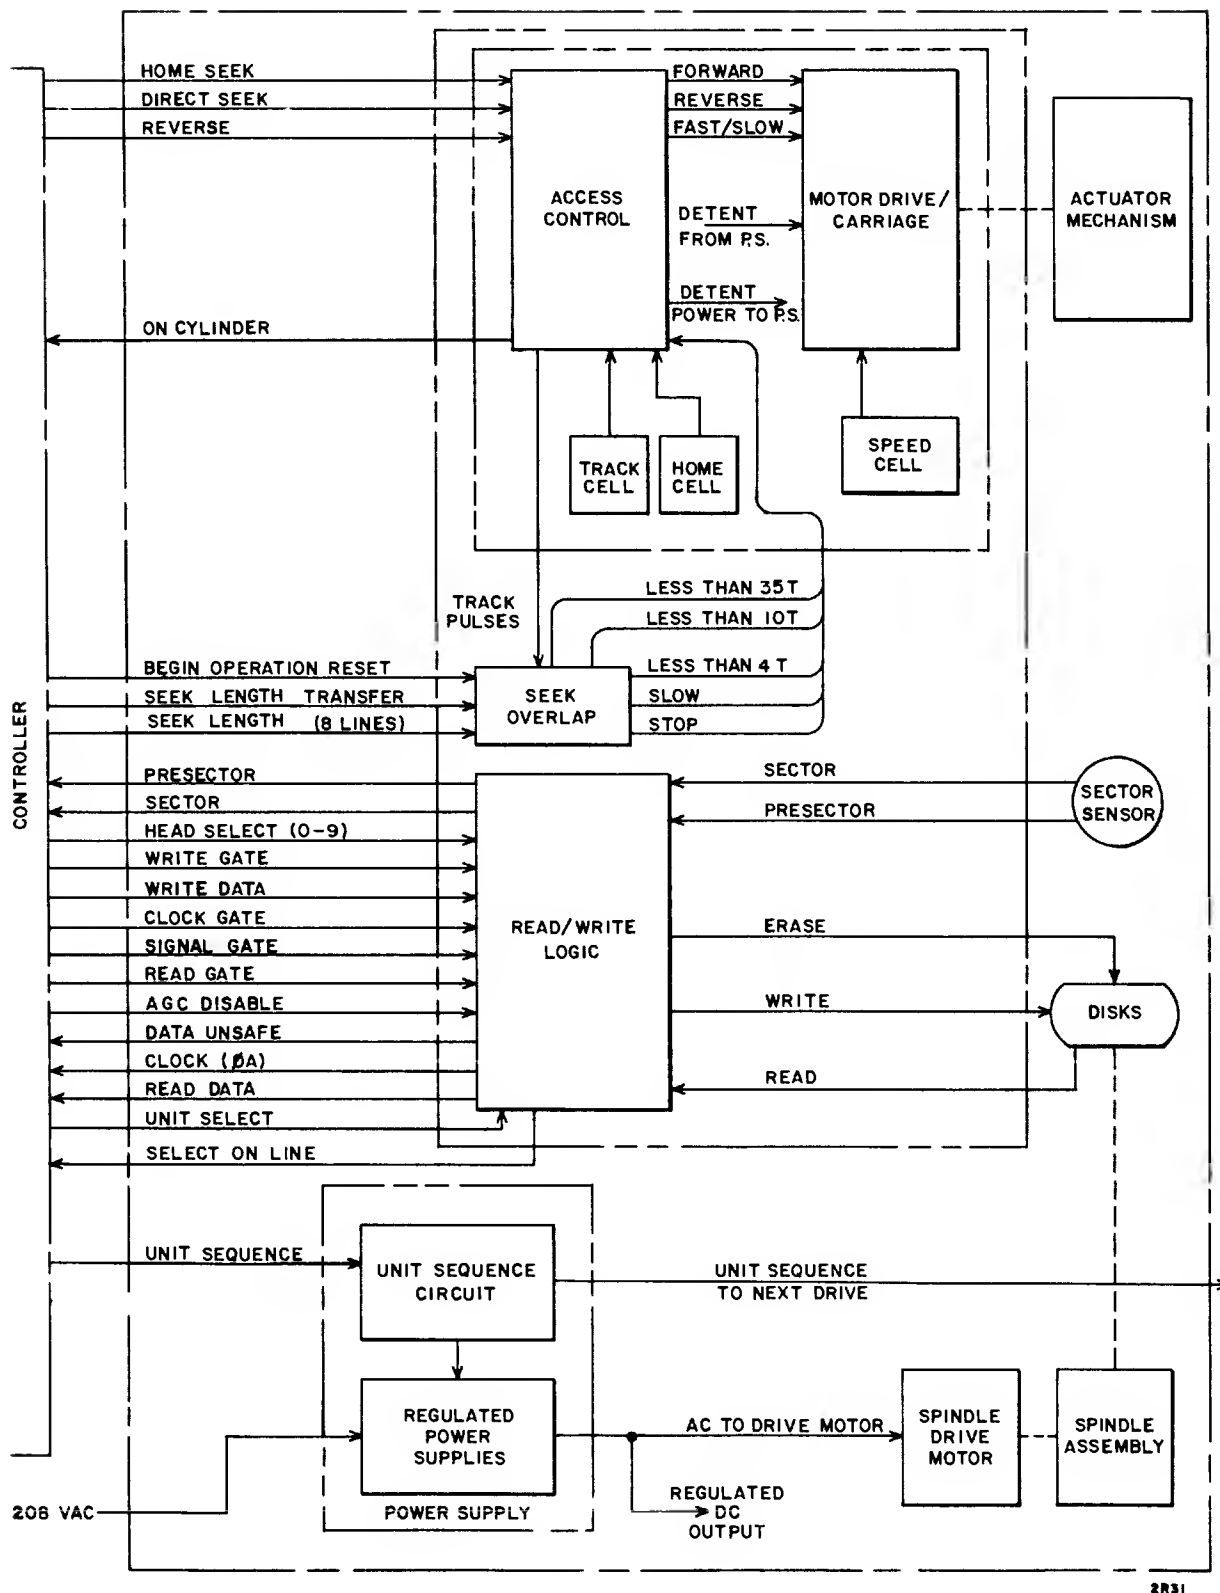 HOME SEEK
DIRECT SEEK
REVERSE
FORWARD
REVERSE
FAST/SLOW
ACCESS
CONTROL
DETENT
FROM P.S.
DETENT
POWER TO P.S.
MOTOR DRIVE/
CARRIAGE
ACTUATOR
MECHANISM
ON CYLINDER
TRACK
CELL
HOME
CELL
SPEED
CELL
TRACK
PULSES
LESS THAN 35T
LESS THAN 10T
LESS THAN 4 T
SLOW
STOP
BEGIN OPERATION RESET
SEEK LENGTH TRANSFER
SEEK LENGTH (8 LINES)
SEEK
OVERLAP
CONTROLLER
PRESECTOR
SECTOR
HEAD SELECT (0-9)
WRITE GATE
WRITE DATA
CLOCK GATE
SIGNAL GATE
READ GATE
AGC DISABLE
DATA UNSAFE
CLOCK (ØA)
READ DATA
UNIT SELECT
SELECT ON LINE
READ/WRITE
LOGIC
SECTOR
PRESECTOR
SECTOR
SENSOR
ERASE
WRITE
READ
DISKS
UNIT SEQUENCE
UNIT SEQUENCE
CIRCUIT
UNIT SEQUENCE
TO NEXT DRIVE
REGULATED
POWER
SUPPLIES
AC TO DRIVE MOTOR
SPINDLE
DRIVE
MOTOR
SPINDLE
ASSEMBLY
208 VAC
POWER SUPPLY
REGULATED
DC
OUTPUT
2R31